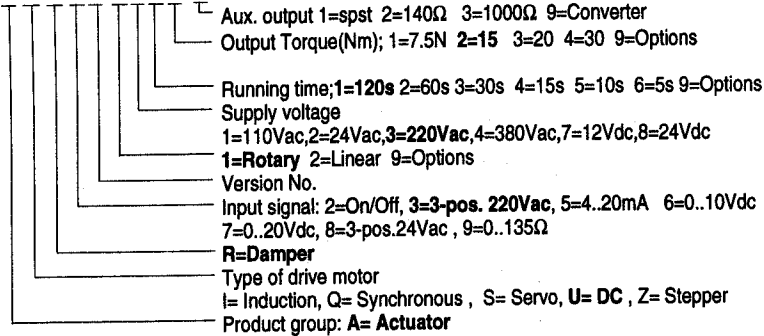 Aux. output 1=spst 2=140Ω 3=1000Ω 9=Converter
Output Torque(Nm); 1=7.5N 2=15 3=20 4=30 9=Options
Running time;1=120s 2=60s 3=30s 4=15s 5=10s 6=5s 9=Options
Supply voltage
1=110Vac,2=24Vac,3=220Vac,4=380Vac,7=12Vdc,8=24Vdc
1=Rotary 2=Linear 9=Options
Version No.
Input signal: 2=On/Off, 3=3-pos. 220Vac, 5=4..20mA 6=0..10Vdc
7=0..20Vdc, 8=3-pos.24Vac , 9=0..135Ω
R=Damper
Type of drive motor
I= Induction, Q= Synchronous , S= Servo, U= DC , Z= Stepper
Product group: A= Actuator